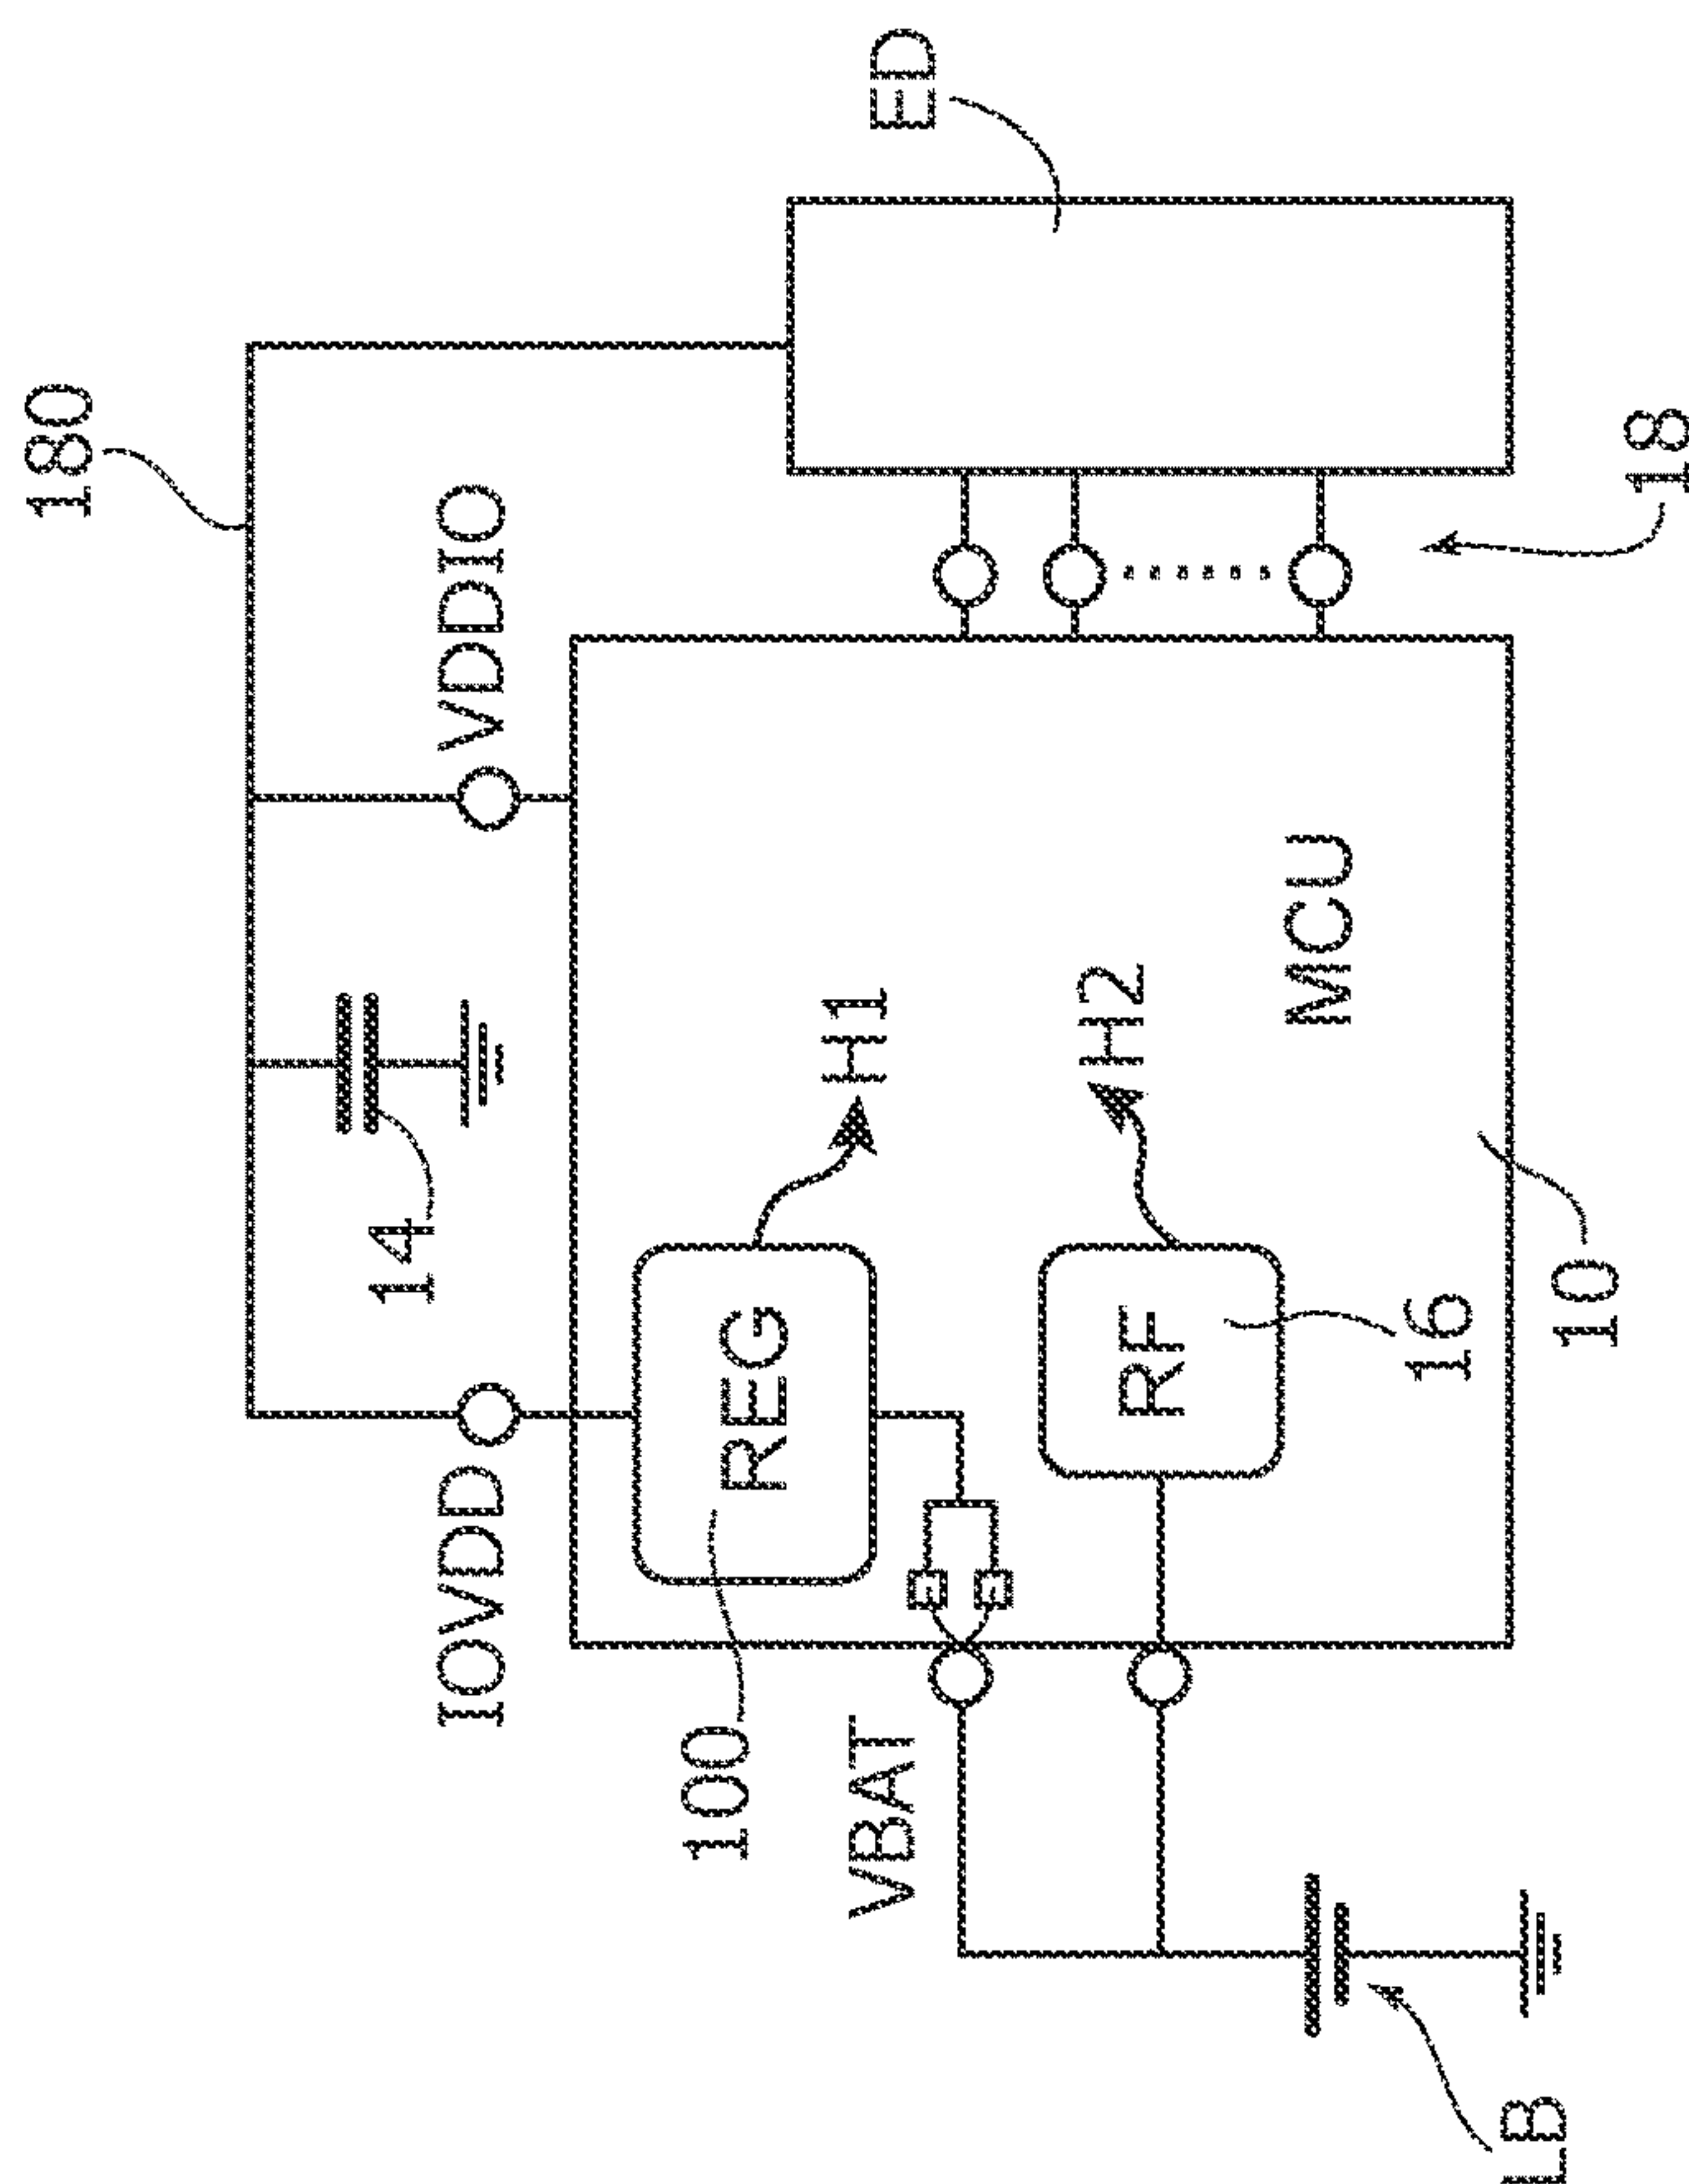 180
ED
VDDIO
IOVDD
14
18
REG
H1
100
RF
H2
MCU
VBAT
16
10
LB